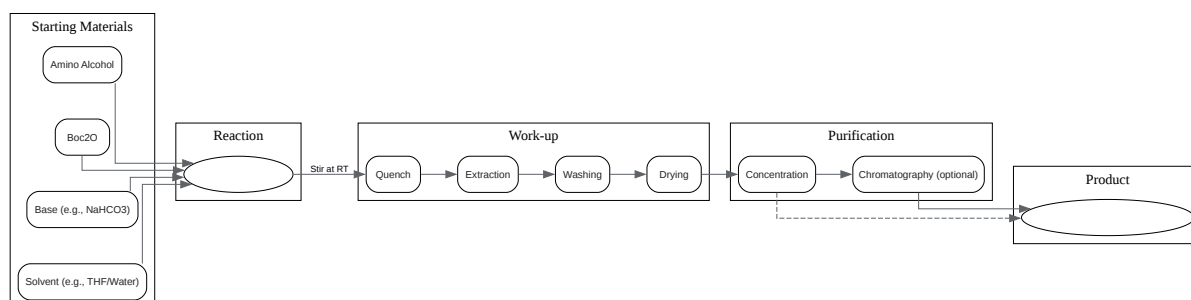 Starting Materials
Amino Alcohol
Boc2O
Base (e.g., NaHCO3)
Solvent (e.g., THF/Water)
Reaction
Stir at RT
Work-up
Quench
Extraction
Washing
Drying
Purification
Concentration
Chromatography (optional)
Product